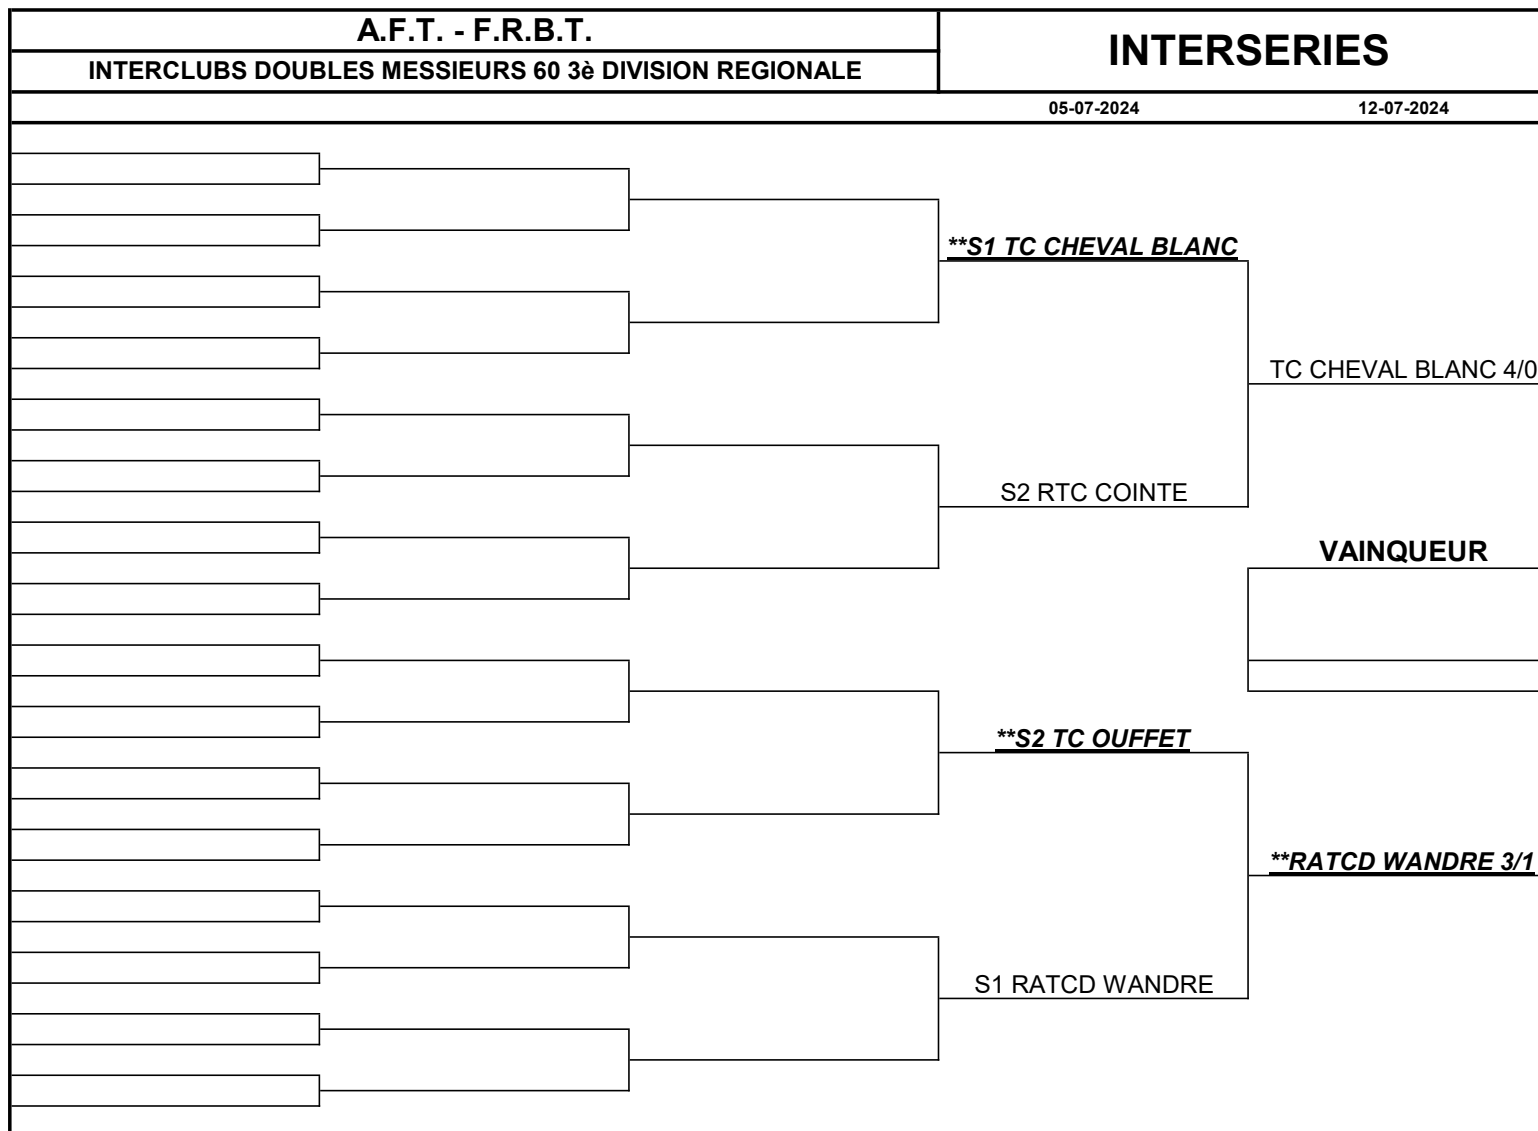 A.F.T. - F.R.B.T.
INTERCLUBS DOUBLES MESSIEURS 60 3è DIVISION REGIONALE
INTERSERIES
05-07-2024 12-07-2024
**S1 TC CHEVAL BLANC
TC CHEVAL BLANC 4/0
S2 RTC COINTE
VAINQUEUR
**S2 TC OUFFET
**RATCD WANDRE 3/1
S1 RATCD WANDRE